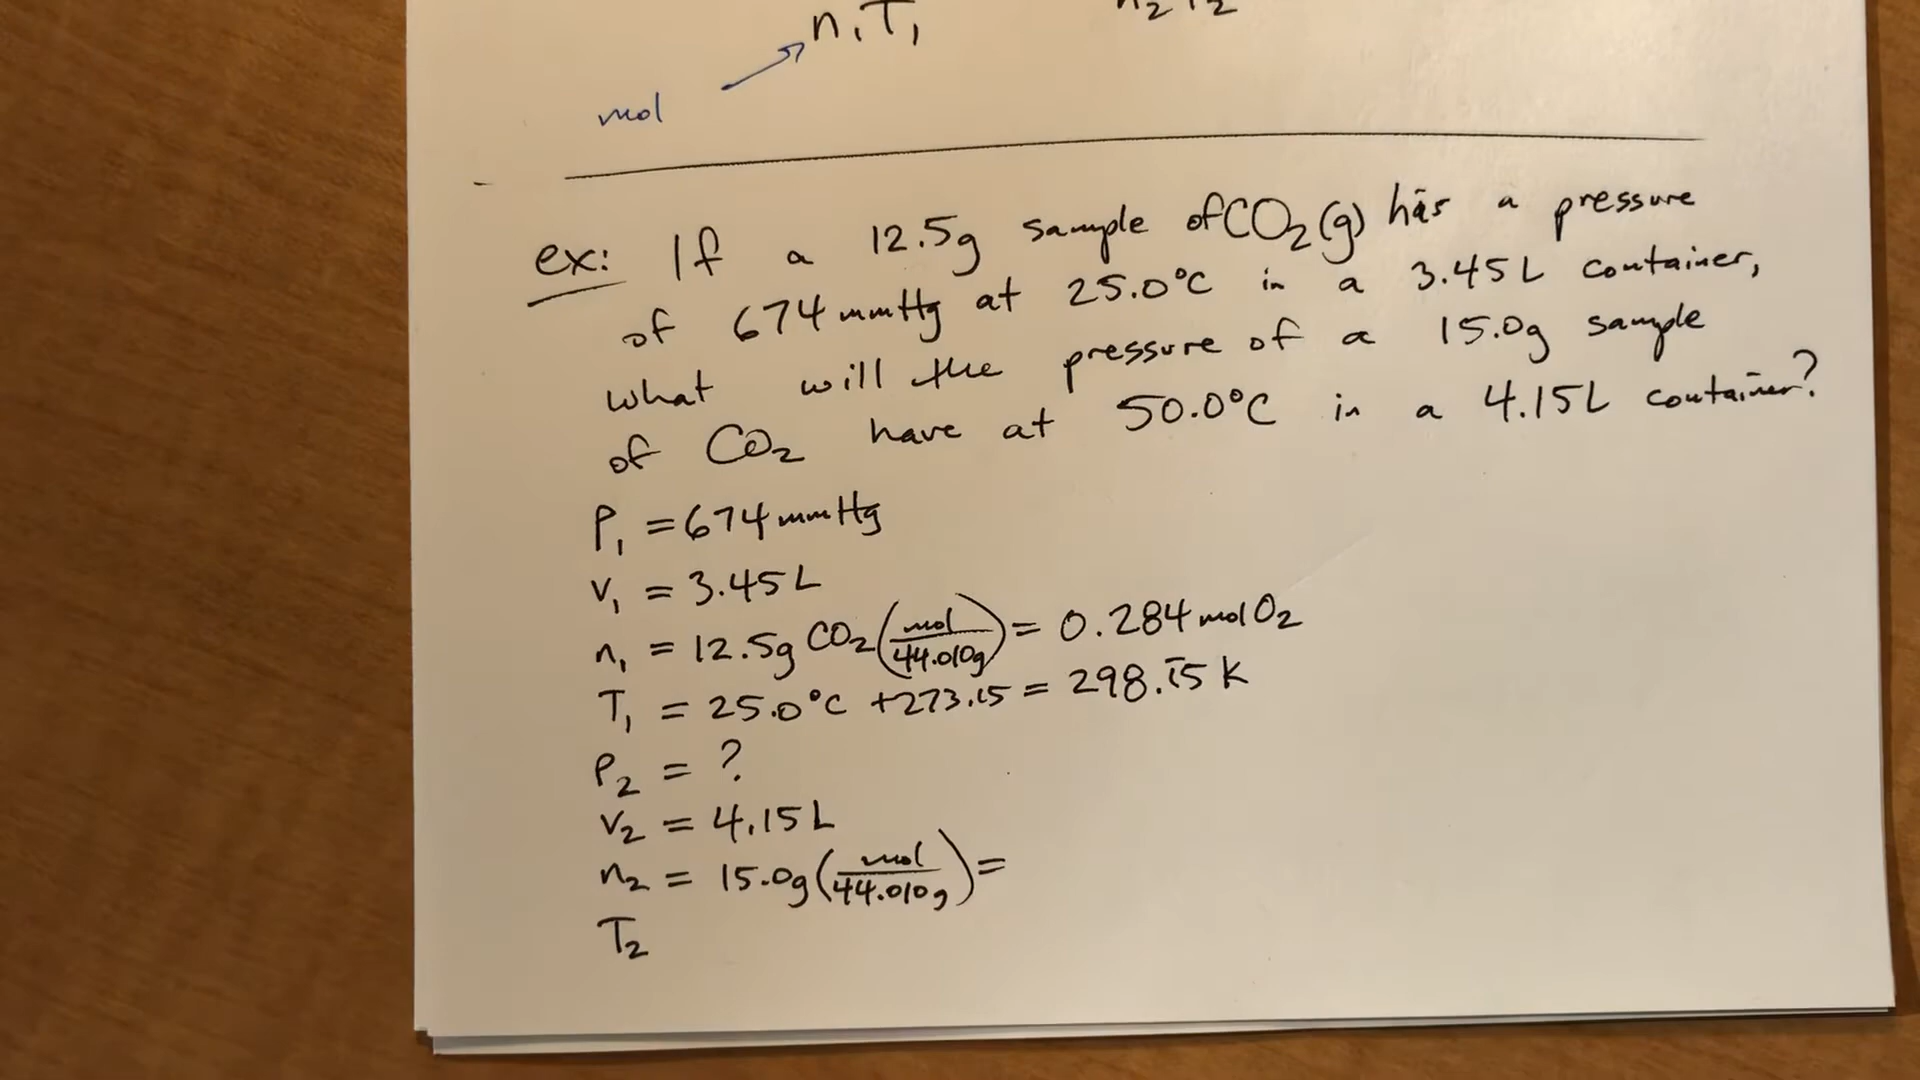 n₁T₁ n₂T₂
mol
ex: If a 12.5g sample of CO₂(g) has a pressure
of 674 mmHg at 25.0°C in a 3.45L container,
what will the pressure of a 15.0g sample
of CO₂ have at 50.0°C in a 4.15L container?
P₁ = 674 mmHg
V₁ = 3.45 L
n₁ = 12.5g CO₂ (mol/44.010g) = 0.284 mol O₂
T₁ = 25.0°C + 273.15 = 298.15 K
P₂ = ?
V₂ = 4.15 L
n₂ = 15.0g (mol/44.010g) =
T₂